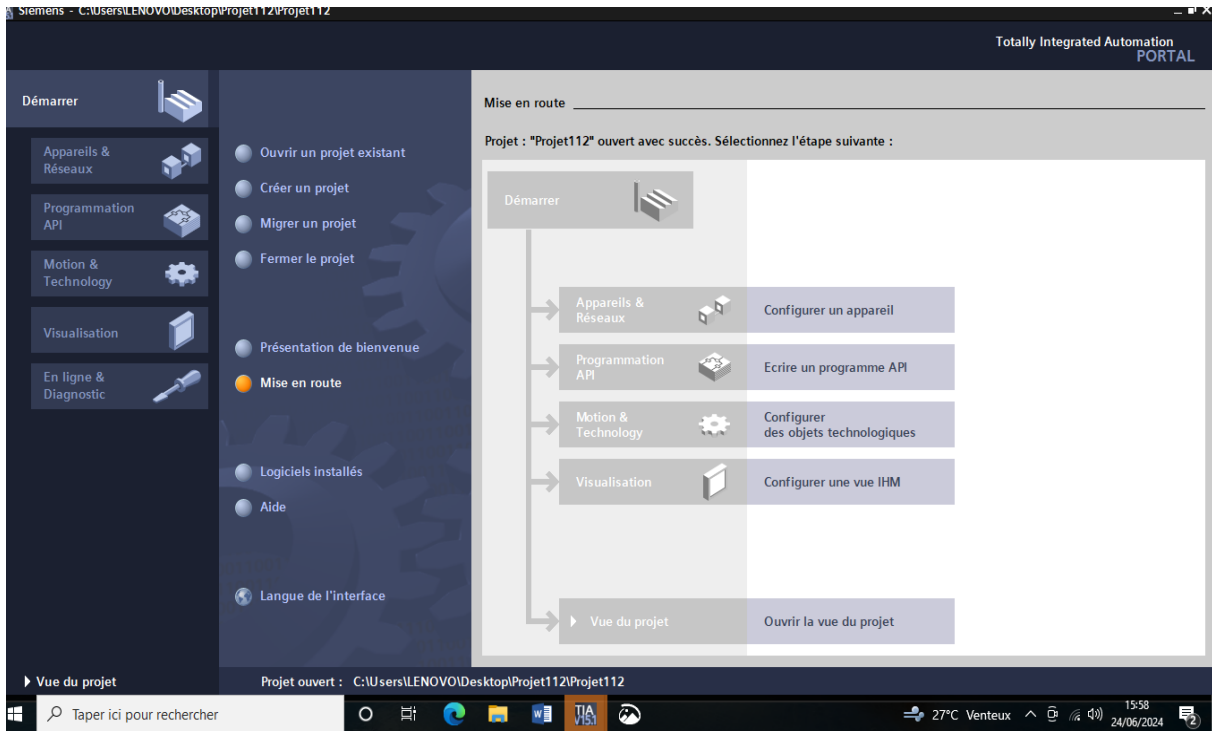 Siemens - C:\Users\LENOVO\Desktop\Projet112\Projet112
Totally Integrated Automation
PORTAL
Démarrer
Appareils &
Réseaux
Programmation
API
Motion &
Technology
Visualisation
En ligne &
Diagnostic
Ouvrir un projet existant
Créer un projet
Migrer un projet
Fermer le projet
Présentation de bienvenue
Mise en route
Logiciels installés
Aide
Langue de l'interface
Mise en route
Projet : "Projet112" ouvert avec succès. Sélectionnez l'étape suivante :
Démarrer
Appareils &
Réseaux
Configurer un appareil
Programmation
API
Ecrire un programme API
Motion &
Technology
Configurer
des objets technologiques
Visualisation
Configurer une vue IHM
Vue du projet
Ouvrir la vue du projet
Vue du projet
Projet ouvert : C:\Users\LENOVO\Desktop\Projet112\Projet112
Taper ici pour rechercher
W
TIA
V15.1
27°C Venteux
15:58
24/06/2024
2